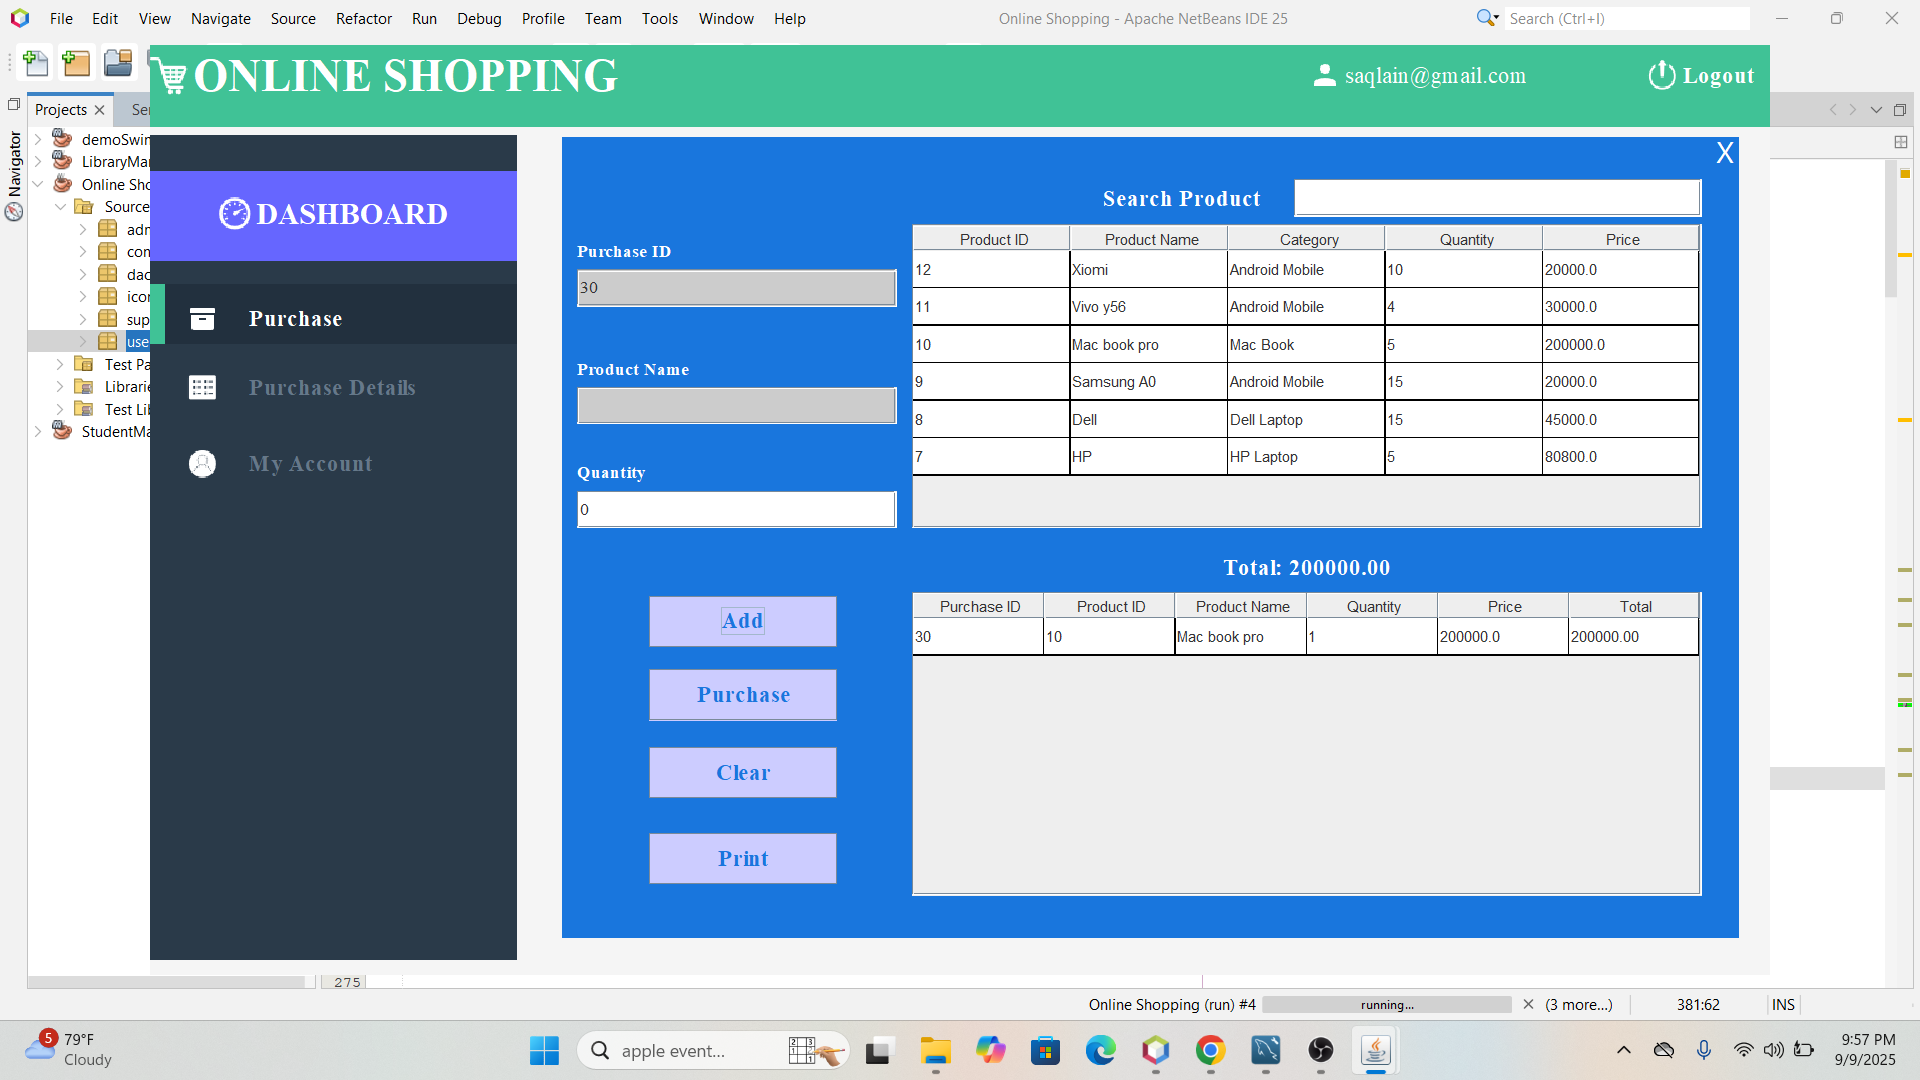 File Edit View Navigate Source Refactor Run Debug Profile Team Tools Window Help
Online Shopping - Apache NetBeans IDE 25
Search (Ctrl+I)
ONLINE SHOPPING
saqlain@gmail.com
Logout
Projects
Navigator
demoSwin
LibraryMan
Online Sho
Source
adm
com
dao
icon
sup
use
Test Pa
Librarie
Test Lib
StudentMa
DASHBOARD
Purchase
Purchase Details
My Account
X
Search Product
Purchase ID
30
Product Name
Quantity
0
Add
Purchase
Clear
Print
Product ID Product Name Category Quantity Price
12 Xiomi Android Mobile 10 20000.0
11 Vivo y56 Android Mobile 4 30000.0
10 Mac book pro Mac Book 5 200000.0
9 Samsung A0 Android Mobile 15 20000.0
8 Dell Dell Laptop 15 45000.0
7 HP HP Laptop 5 80800.0
Total: 200000.00
Purchase ID Product ID Product Name Quantity Price Total
30 10 Mac book pro 1 200000.0 200000.00
275
Online Shopping (run) #4 running... (3 more...) 381:62 INS
5
79°F
Cloudy
apple event...
9:57 PM
9/9/2025